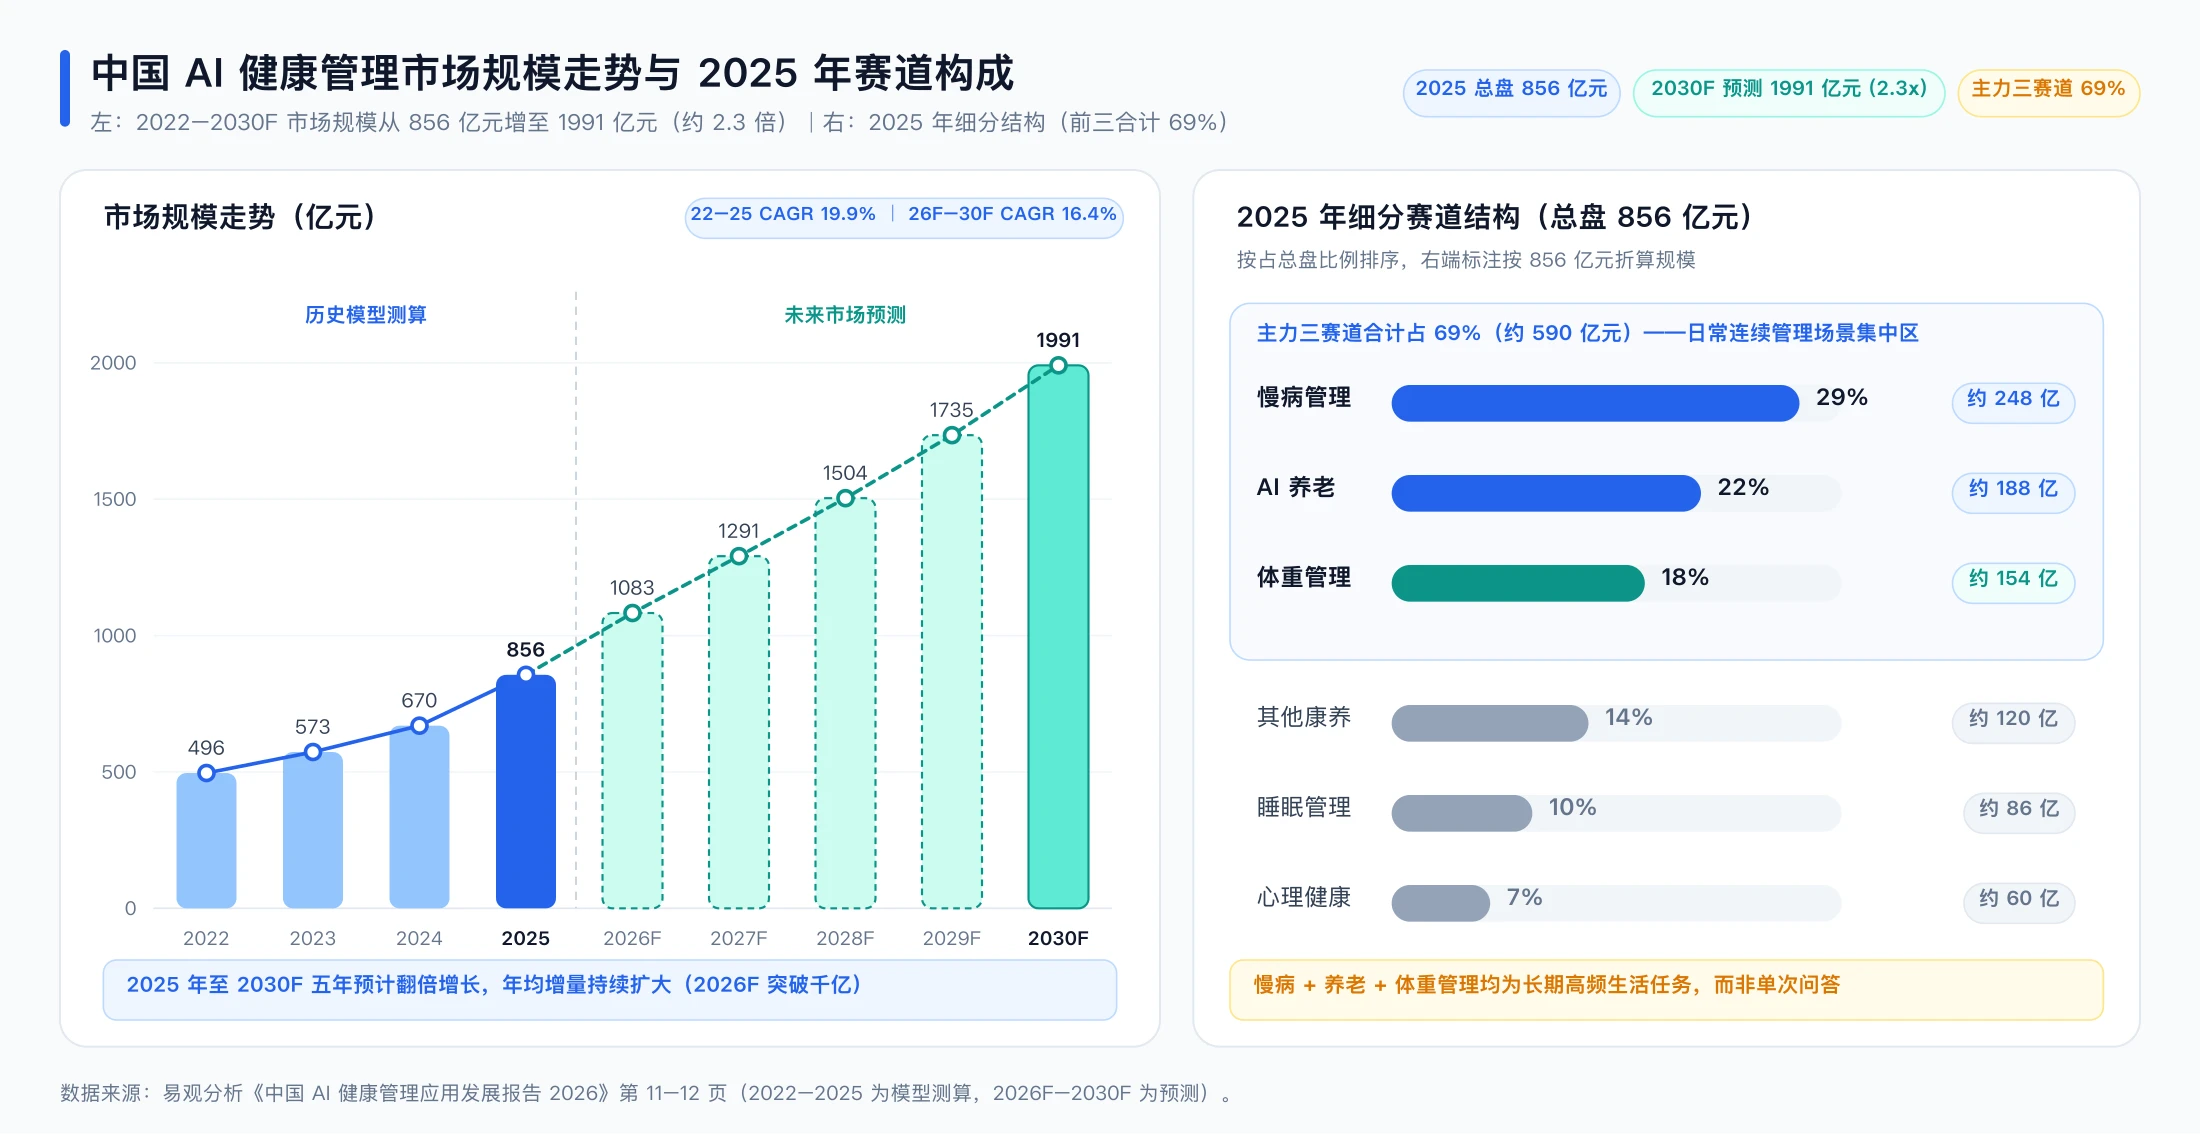 中国 AI 健康管理市场规模走势与 2025 年赛道构成
左：2022—2030F 市场规模从 856 亿元增至 1991 亿元（约 2.3 倍）｜右：2025 年细分结构（前三合计 69%）
2025 总盘 856 亿元
2030F 预测 1991 亿元 (2.3x)
主力三赛道 69%
市场规模走势（亿元）
22—25 CAGR 19.9% ｜ 26F—30F CAGR 16.4%
历史模型测算
未来市场预测
2000
1500
1000
500
0
496
573
670
856
1083
1291
1504
1735
1991
2022
2023
2024
2025
2026F
2027F
2028F
2029F
2030F
2025 年至 2030F 五年预计翻倍增长，年均增量持续扩大（2026F 突破千亿）
2025 年细分赛道结构（总盘 856 亿元）
按占总盘比例排序，右端标注按 856 亿元折算规模
主力三赛道合计占 69%（约 590 亿元）——日常连续管理场景集中区
慢病管理 29% 约 248 亿
AI 养老 22% 约 188 亿
体重管理 18% 约 154 亿
其他康养 14% 约 120 亿
睡眠管理 10% 约 86 亿
心理健康 7% 约 60 亿
慢病 + 养老 + 体重管理均为长期高频生活任务，而非单次问答
数据来源：易观分析《中国 AI 健康管理应用发展报告 2026》第 11—12 页（2022—2025 为模型测算，2026F—2030F 为预测）。